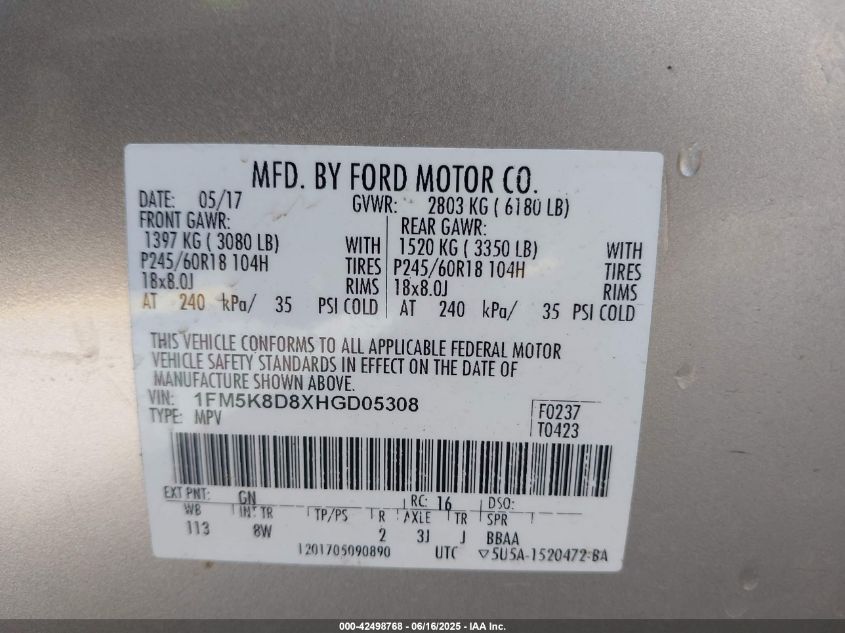 MFD. BY FORD MOTOR CO.
DATE: 05/17 GVWR: 2803 KG ( 6180 LB)
FRONT GAWR: REAR GAWR:
1397 KG ( 3080 LB) WITH 1520 KG ( 3350 LB) WITH
P245/60R18 104H TIRES P245/60R18 104H TIRES
18x8.0J RIMS 18x8.0J RIMS
AT 240 kPa/ 35 PSI COLD AT 240 kPa/ 35 PSI COLD
THIS VEHICLE CONFORMS TO ALL APPLICABLE FEDERAL MOTOR
VEHICLE SAFETY STANDARDS IN EFFECT ON THE DATE OF
MANUFACTURE SHOWN ABOVE.
VIN: 1FM5K8D8XHGD05308 F0237
TYPE: MPV T0423
EXT PNT: GN RC: 16 DSO:
WB INT TR TP/PS R AXLE TR SPR
113 8W 2 3J J BBAA
1201705090890 UTC ▽5U5A-1520472-BA
000-42498768 - 06/16/2025 - IAA Inc.